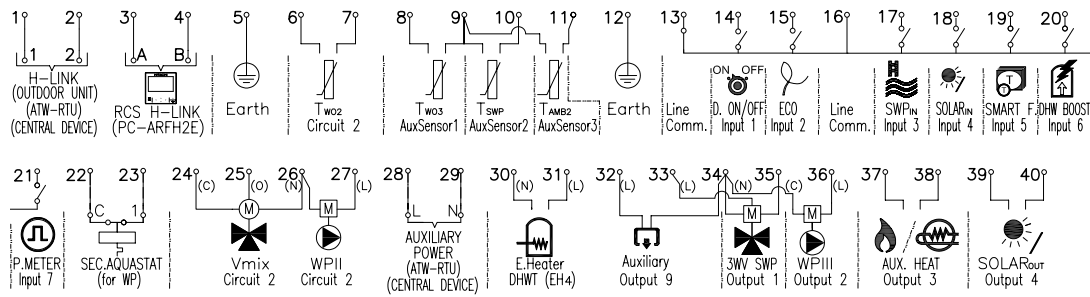 1 2 3 4 5 6 7 8 9 10 11 12 13 14 15 16 17 18 19 20
1 2 A B
ON OFF
H-LINK
(OUTDOOR UNIT)
(ATW-RTU)
(CENTRAL DEVICE)
RCS H-LINK
(PC-ARFH2E)
Earth
TWO2
Circuit 2
TWO3
AuxSensor1
TSWP
AuxSensor2
TAMB2
AuxSensor3
Earth
Line
Comm.
D. ON/OFF
Input 1
ECO
Input 2
Line
Comm.
SWPIN
Input 3
SOLARIN
Input 4
T
T
SMART F.
Input 5
DHW BOOST
Input 6
21 22 23 24 25 26 27 28 29 30 31 32 33 34 35 36 37 38 39 40
(C) (O) (N) (L) (N) (L) (L) (L) (N) (C) (L)
C 1 M M L N M M
P.METER
Input 7
SEC.AQUASTAT
(for WP)
Vmix
Circuit 2
WPII
Circuit 2
AUXILIARY
POWER
(ATW-RTU)
(CENTRAL DEVICE)
E.Heater
DHWT (EH4)
Auxiliary
Output 9
3WV SWP
Output 1
WPIII
Output 2
AUX. HEAT
Output 3
SOLAROUT
Output 4